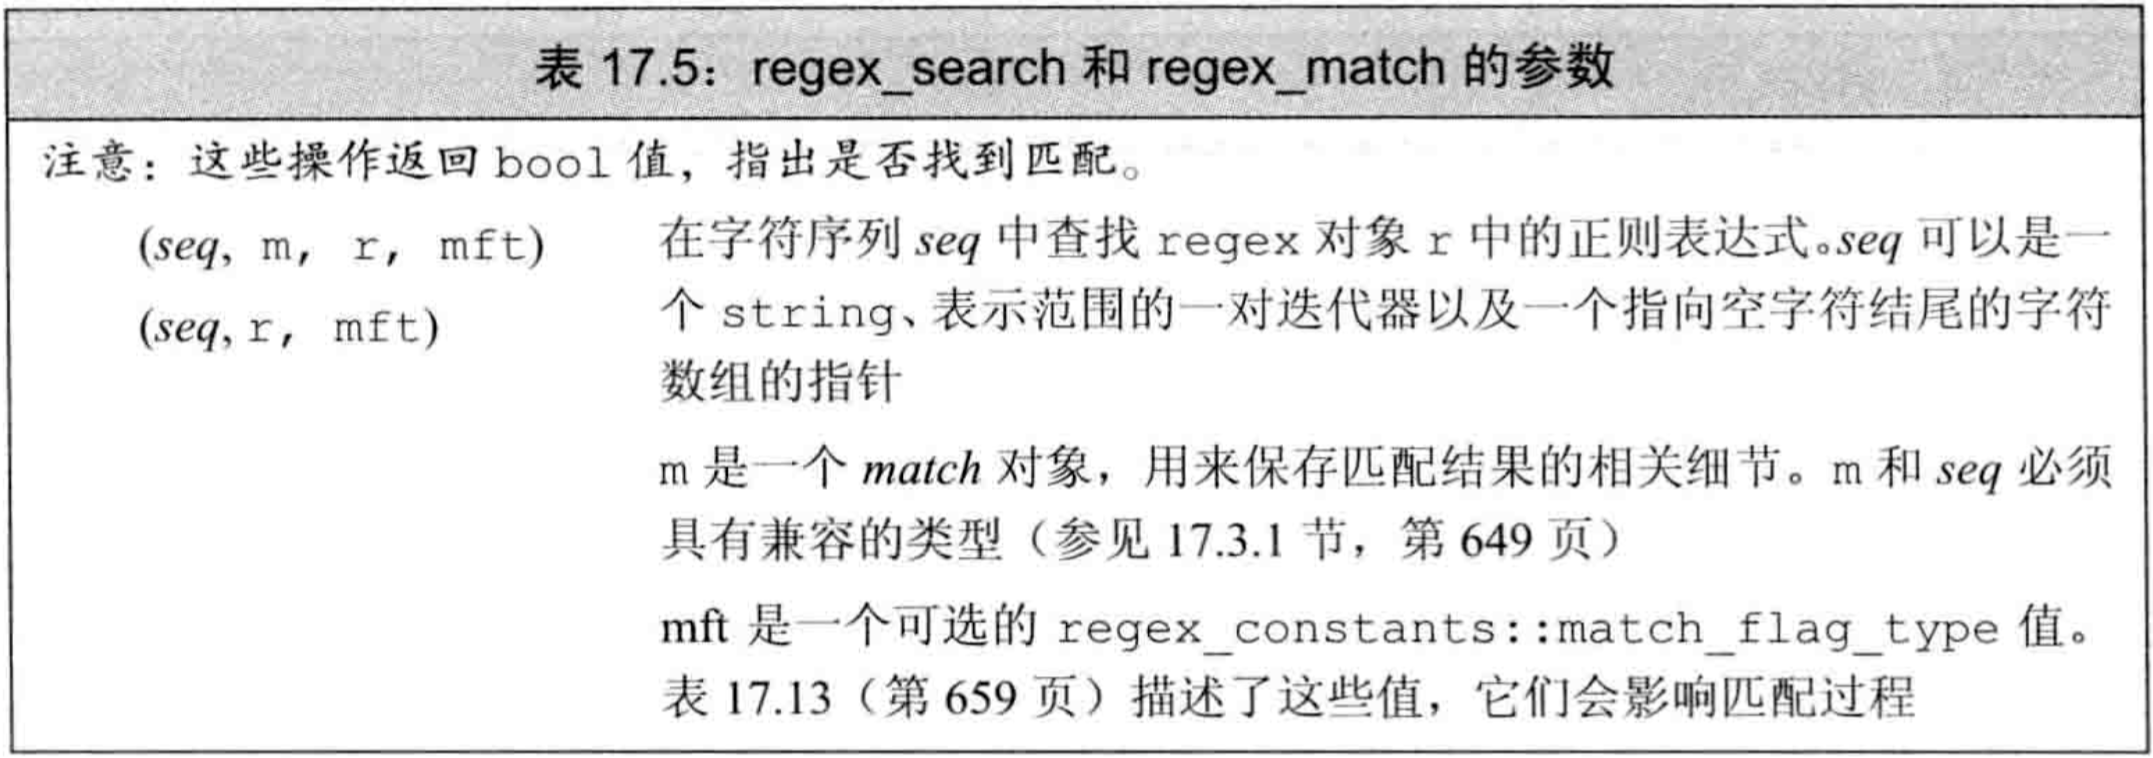 表 17.5：regex_search 和 regex_match 的参数
注意：这些操作返回 bool 值，指出是否找到匹配。
(seq, m, r, mft) 在字符序列 seq 中查找 regex 对象 r 中的正则表达式。seq 可以是一
(seq, r, mft) 个 string、表示范围的一对迭代器以及一个指向空字符结尾的字符
数组的指针
m 是一个 match 对象，用来保存匹配结果的相关细节。m 和 seq 必须
具有兼容的类型（参见 17.3.1 节，第 649 页）
mft 是一个可选的 regex_constants::match_flag_type 值。
表 17.13（第 659 页）描述了这些值，它们会影响匹配过程